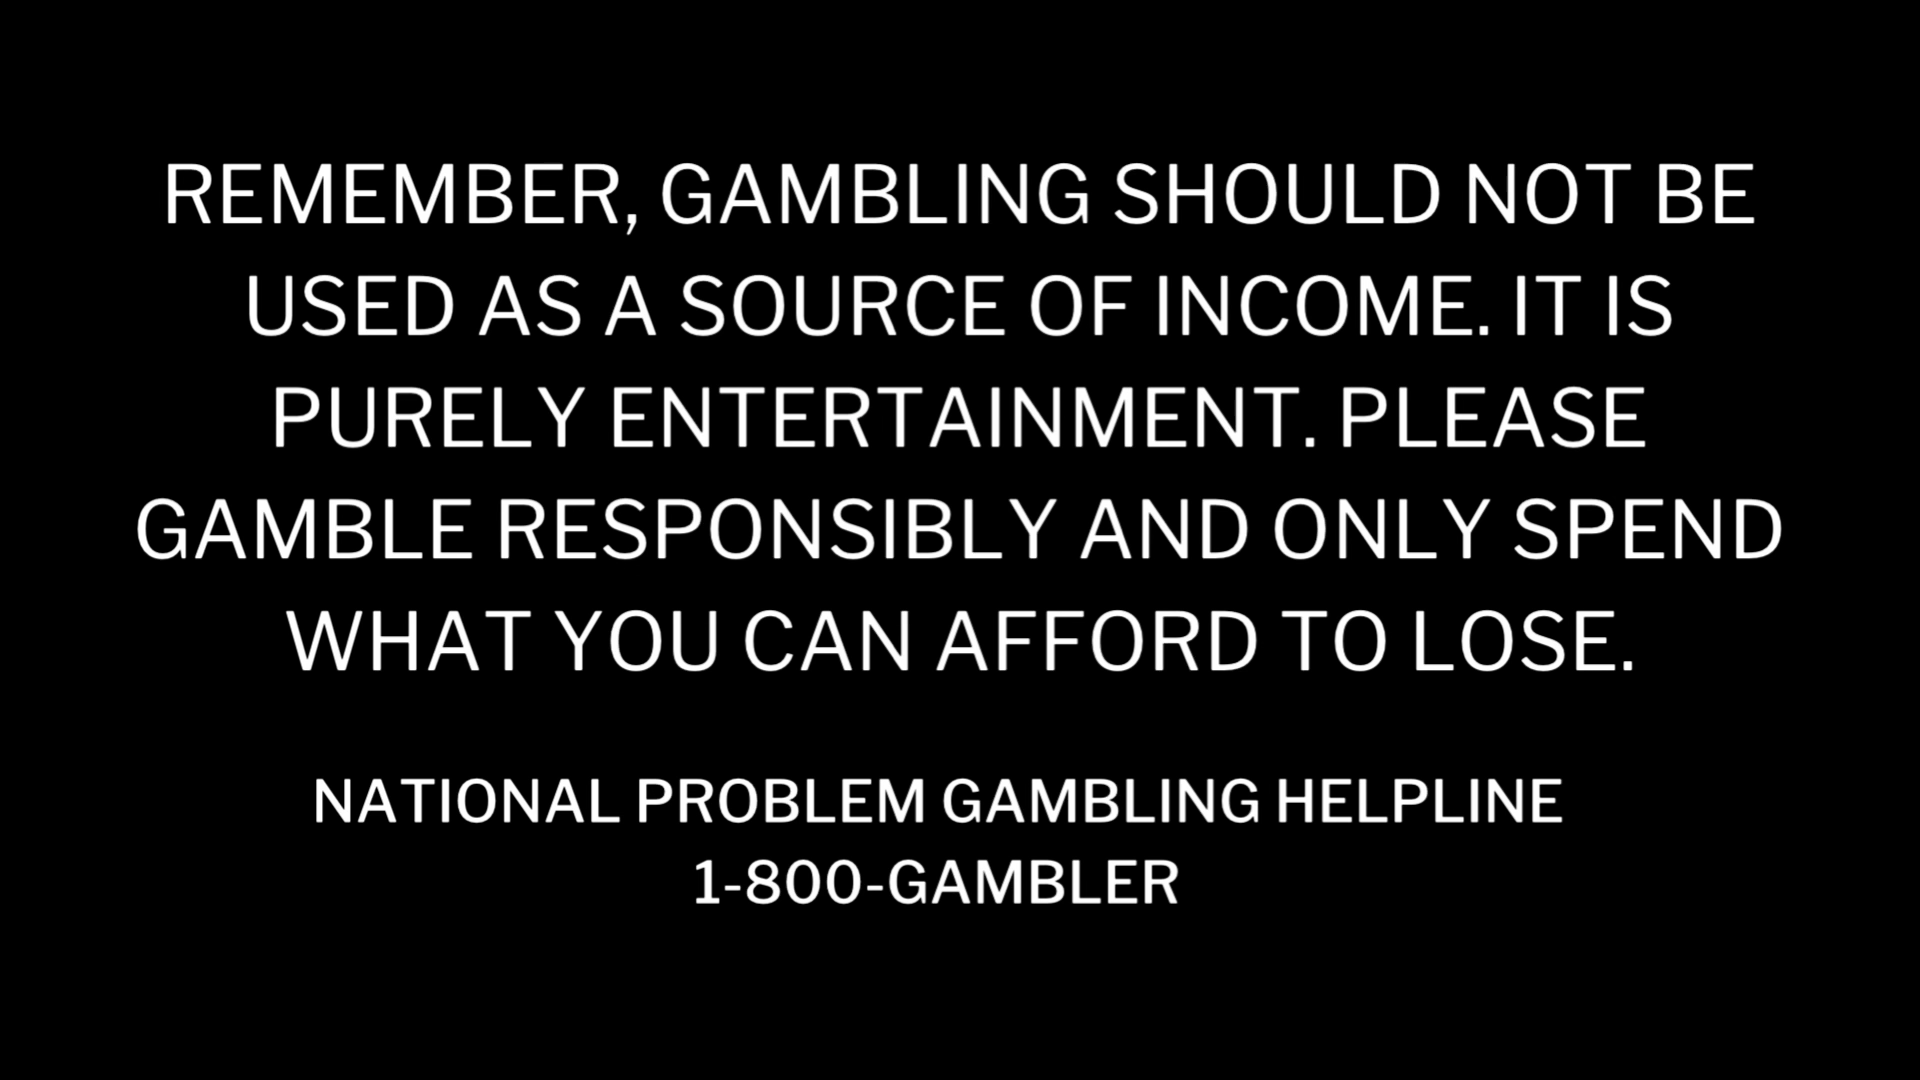 REMEMBER, GAMBLING SHOULD NOT BE
USED AS A SOURCE OF INCOME. IT IS
PURELY ENTERTAINMENT. PLEASE
GAMBLE RESPONSIBLY AND ONLY SPEND
WHAT YOU CAN AFFORD TO LOSE.
NATIONAL PROBLEM GAMBLING HELPLINE
1-800-GAMBLER